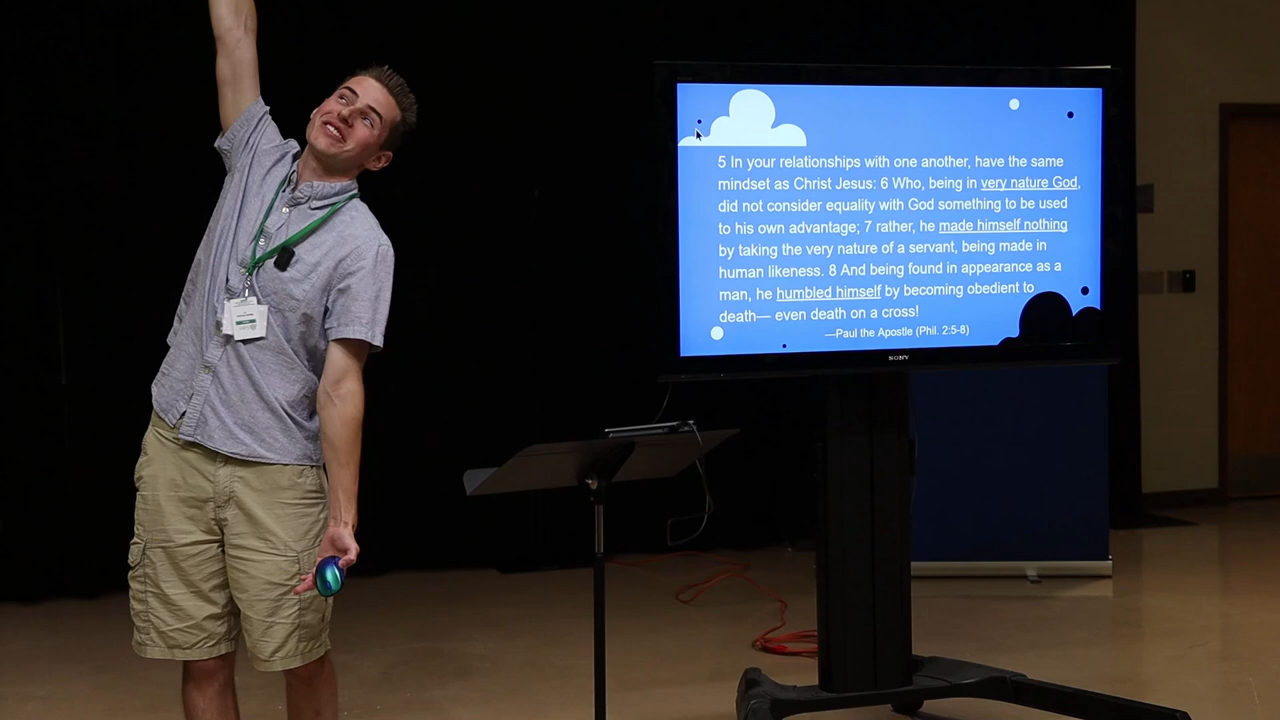 5 In your relationships with one another, have the same
mindset as Christ Jesus: 6 Who, being in very nature God,
did not consider equality with God something to be used
to his own advantage; 7 rather, he made himself nothing
by taking the very nature of a servant, being made in
human likeness. 8 And being found in appearance as a
man, he humbled himself by becoming obedient to
death— even death on a cross!
—Paul the Apostle (Phil. 2:5-8)
SONY